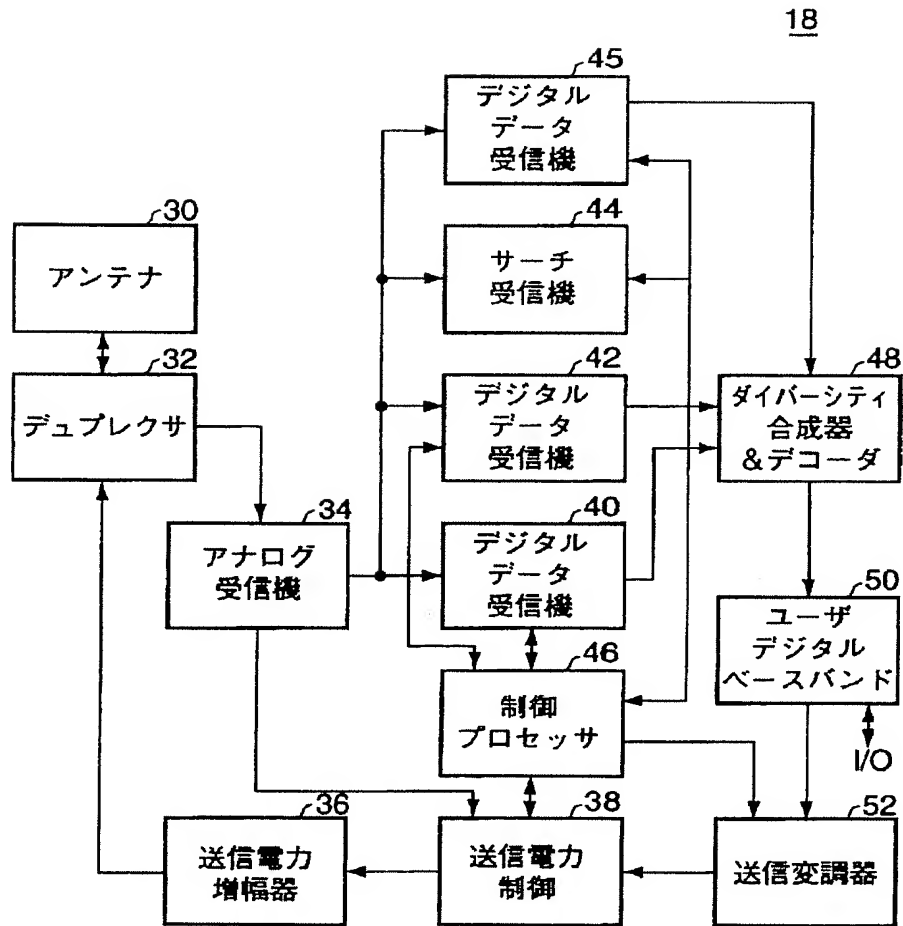 18
45
デジタル
データ
受信機
44
サーチ
受信機
30
アンテナ
32
デュプレクサ
42
デジタル
データ
受信機
48
ダイバーシティ
合成器
&デコーダ
34
アナログ
受信機
40
デジタル
データ
受信機
50
ユーザ
デジタル
ベースバンド
I/O
46
制御
プロセッサ
36
送信電力
増幅器
38
送信電力
制御
52
送信変調器